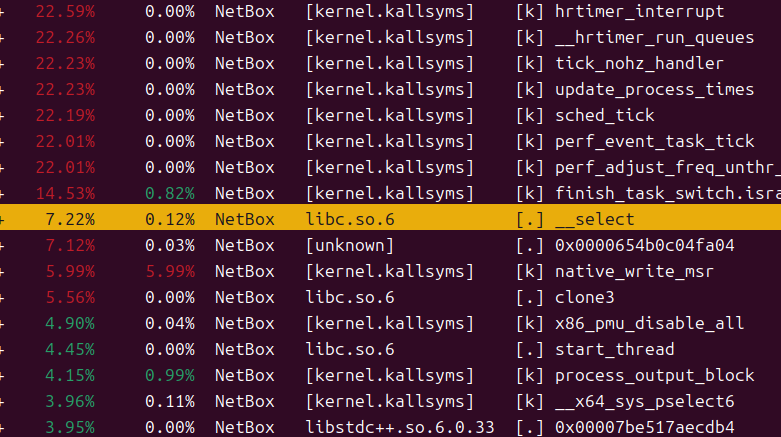 + 22.59% 0.00% NetBox [kernel.kallsyms] [k] hrtimer_interrupt
+ 22.26% 0.00% NetBox [kernel.kallsyms] [k] __hrtimer_run_queues
+ 22.23% 0.00% NetBox [kernel.kallsyms] [k] tick_nohz_handler
+ 22.23% 0.00% NetBox [kernel.kallsyms] [k] update_process_times
+ 22.19% 0.00% NetBox [kernel.kallsyms] [k] sched_tick
+ 22.01% 0.00% NetBox [kernel.kallsyms] [k] perf_event_task_tick
+ 22.01% 0.00% NetBox [kernel.kallsyms] [k] perf_adjust_freq_unthr_
+ 14.53% 0.82% NetBox [kernel.kallsyms] [k] finish_task_switch.isra
+ 7.22% 0.12% NetBox libc.so.6 [.] __select
+ 7.12% 0.03% NetBox [unknown] [.] 0x0000654b0c04fa04
+ 5.99% 5.99% NetBox [kernel.kallsyms] [k] native_write_msr
+ 5.56% 0.00% NetBox libc.so.6 [.] clone3
+ 4.90% 0.04% NetBox [kernel.kallsyms] [k] x86_pmu_disable_all
+ 4.45% 0.00% NetBox libc.so.6 [.] start_thread
+ 4.15% 0.99% NetBox [kernel.kallsyms] [k] process_output_block
+ 3.96% 0.11% NetBox [kernel.kallsyms] [k] __x64_sys_pselect6
+ 3.95% 0.00% NetBox libstdc++.so.6.0.33 [.] 0x00007be517aecdb4